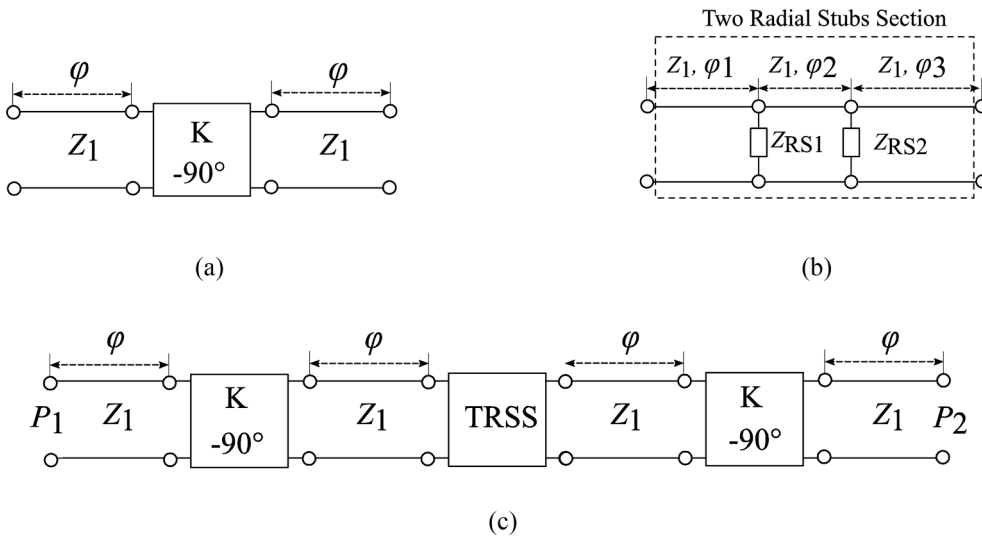 Two Radial Stubs Section
φ φ
Z1, φ1 Z1, φ2 Z1, φ3
Z1 K -90° Z1
ZRS1 ZRS2
(a) (b)
φ φ φ φ
P1 Z1 K -90° Z1 TRSS Z1 K -90° Z1 P2
(c)